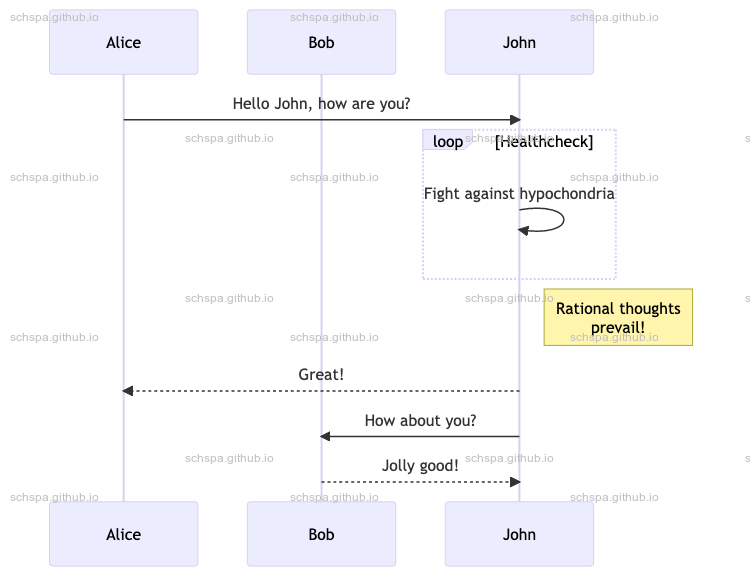 schspa.github.io schspa.github.io schspa.github.io
Alice Bob John
Hello John, how are you?
schspa.github.io schspa.github.io
loop [Healthcheck]
schspa.github.io schspa.github.io schspa.github.io
Fight against hypochondria
schspa.github.io schspa.github.io
Rational thoughts
prevail!
schspa.github.io schspa.github.io schspa.github.io
Great!
How about you?
schspa.github.io schspa.github.io
Jolly good!
schspa.github.io schspa.github.io schspa.github.io
Alice Bob John